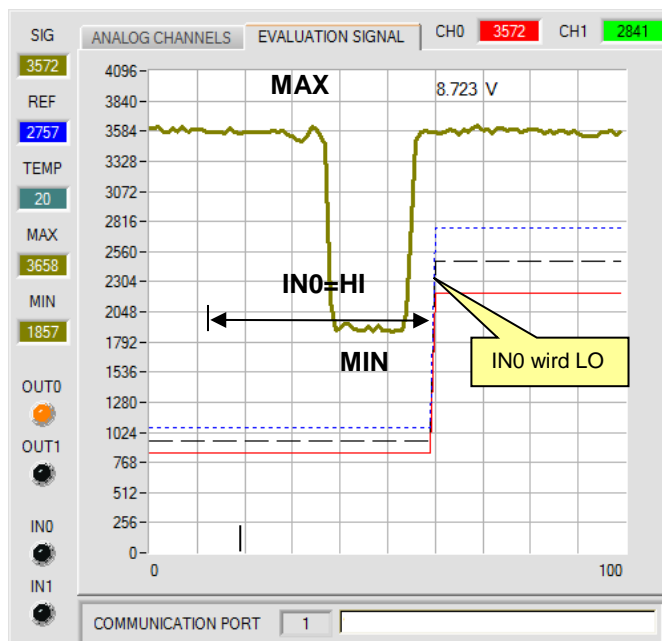 SIG
3572
REF
2757
TEMP
20
MAX
3658
MIN
1857
OUT0
OUT1
IN0
IN1
ANALOG CHANNELS
EVALUATION SIGNAL
CH0 3572 CH1 2841
4096
3840
3584
3328
3072
2816
2560
2304
2048
1792
1536
1280
1024
768
512
256
0
0 100
MAX
8.723 V
IN0=HI
MIN
IN0 wird LO
COMMUNICATION PORT 1